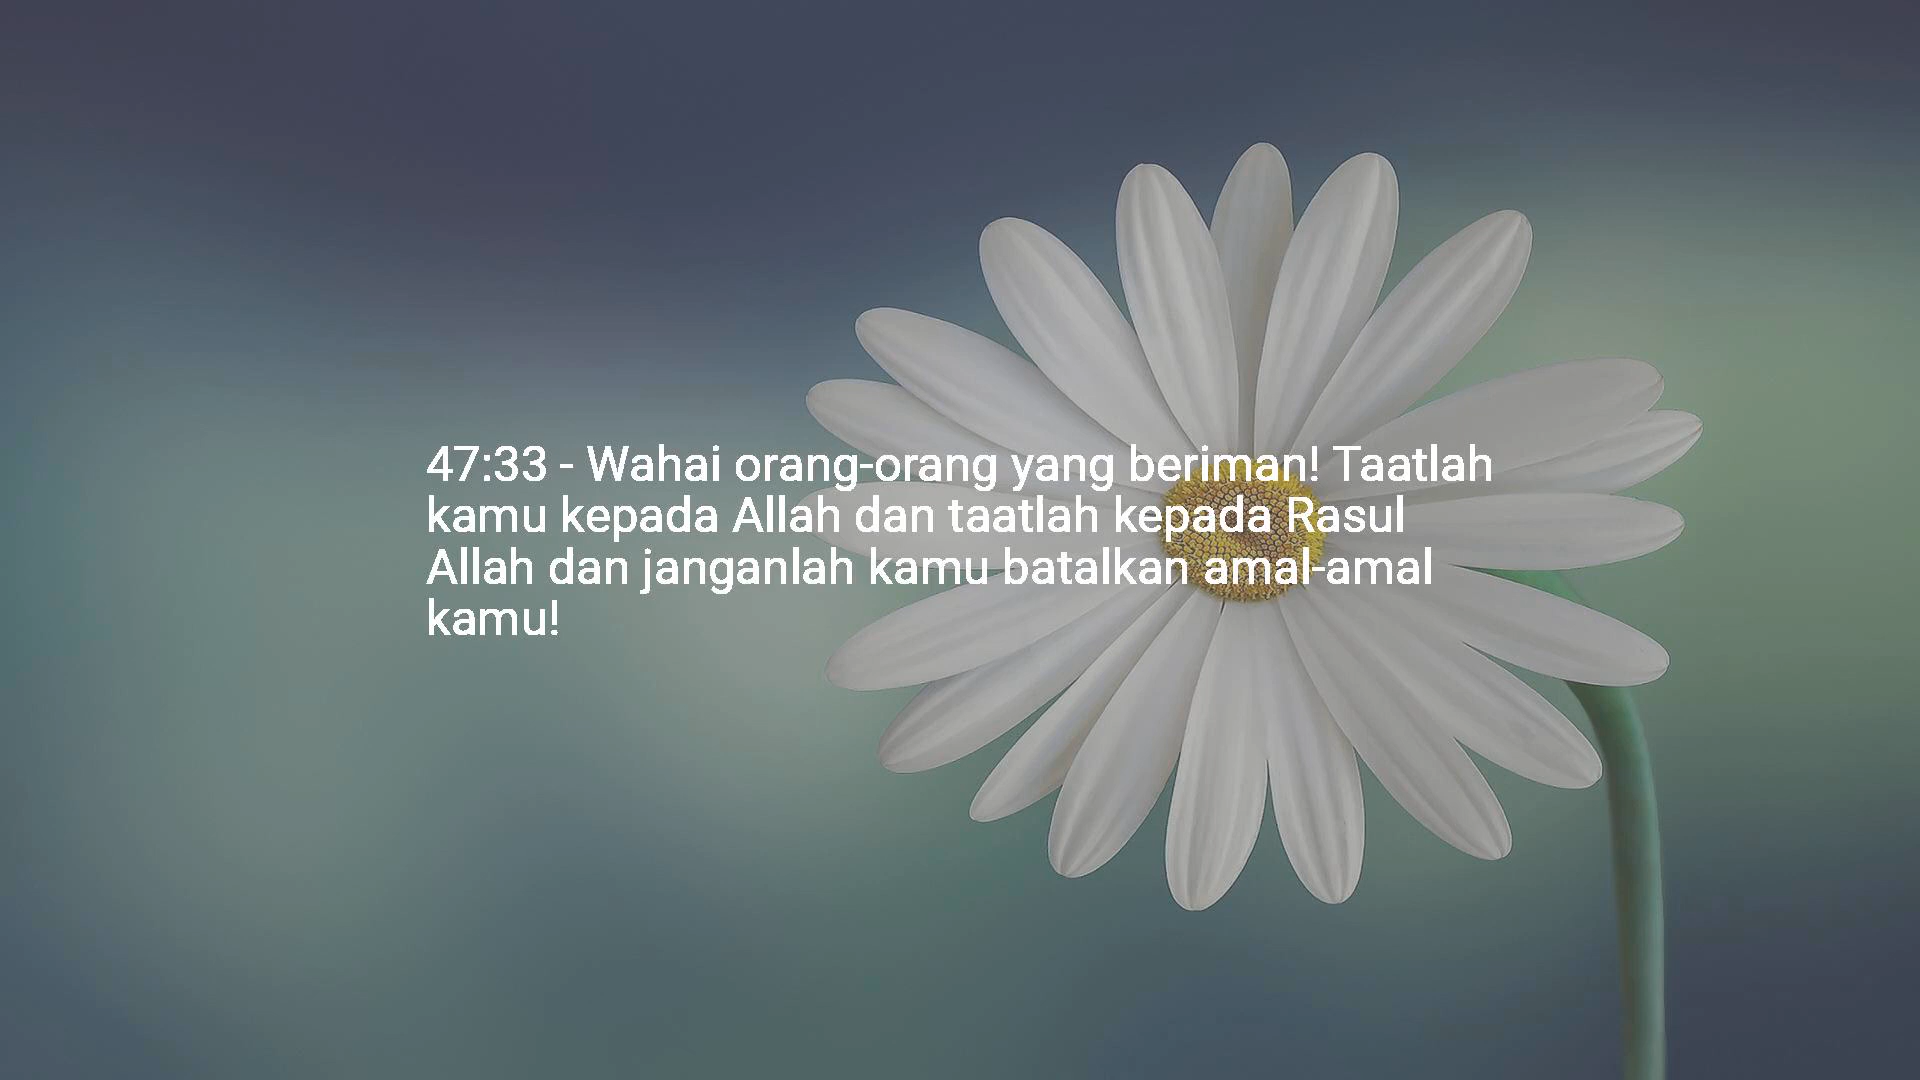 47:33 - Wahai orang-orang yang beriman! Taatlah
kamu kepada Allah dan taatlah kepada Rasul
Allah dan janganlah kamu batalkan amal-amal
kamu!